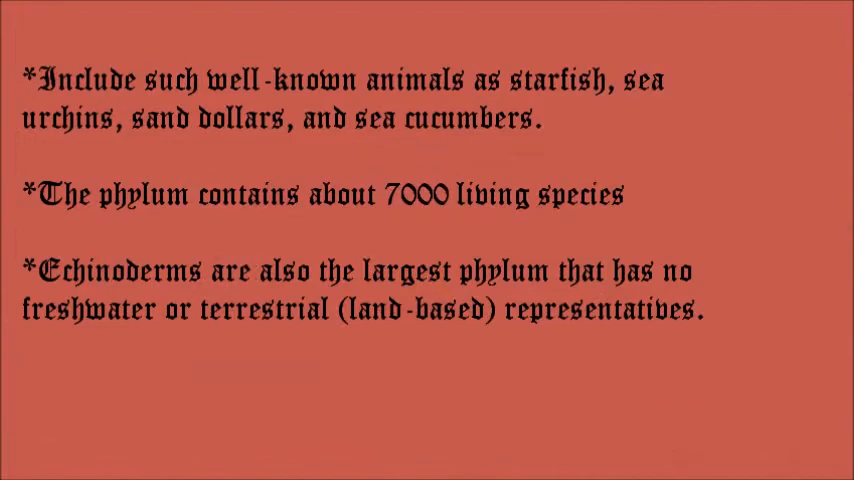 *Include such well-known animals as starfish, sea
urchins, sand dollars, and sea cucumbers.
*The phylum contains about 7000 living species
*Echinoderms are also the largest phylum that has no
freshwater or terrestrial (land-based) representatives.